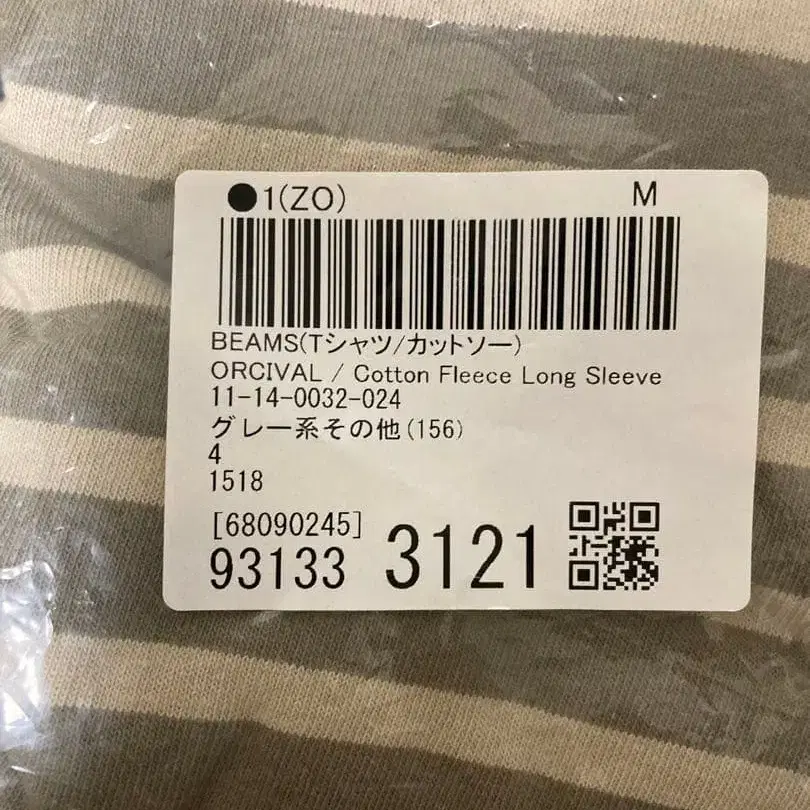 ●1(ZO) M
BEAMS(Tシャツ/カットソー)
ORCIVAL / Cotton Fleece Long Sleeve
11-14-0032-024
グレー系その他(156)
4
1518
[68090245]
93133 3121